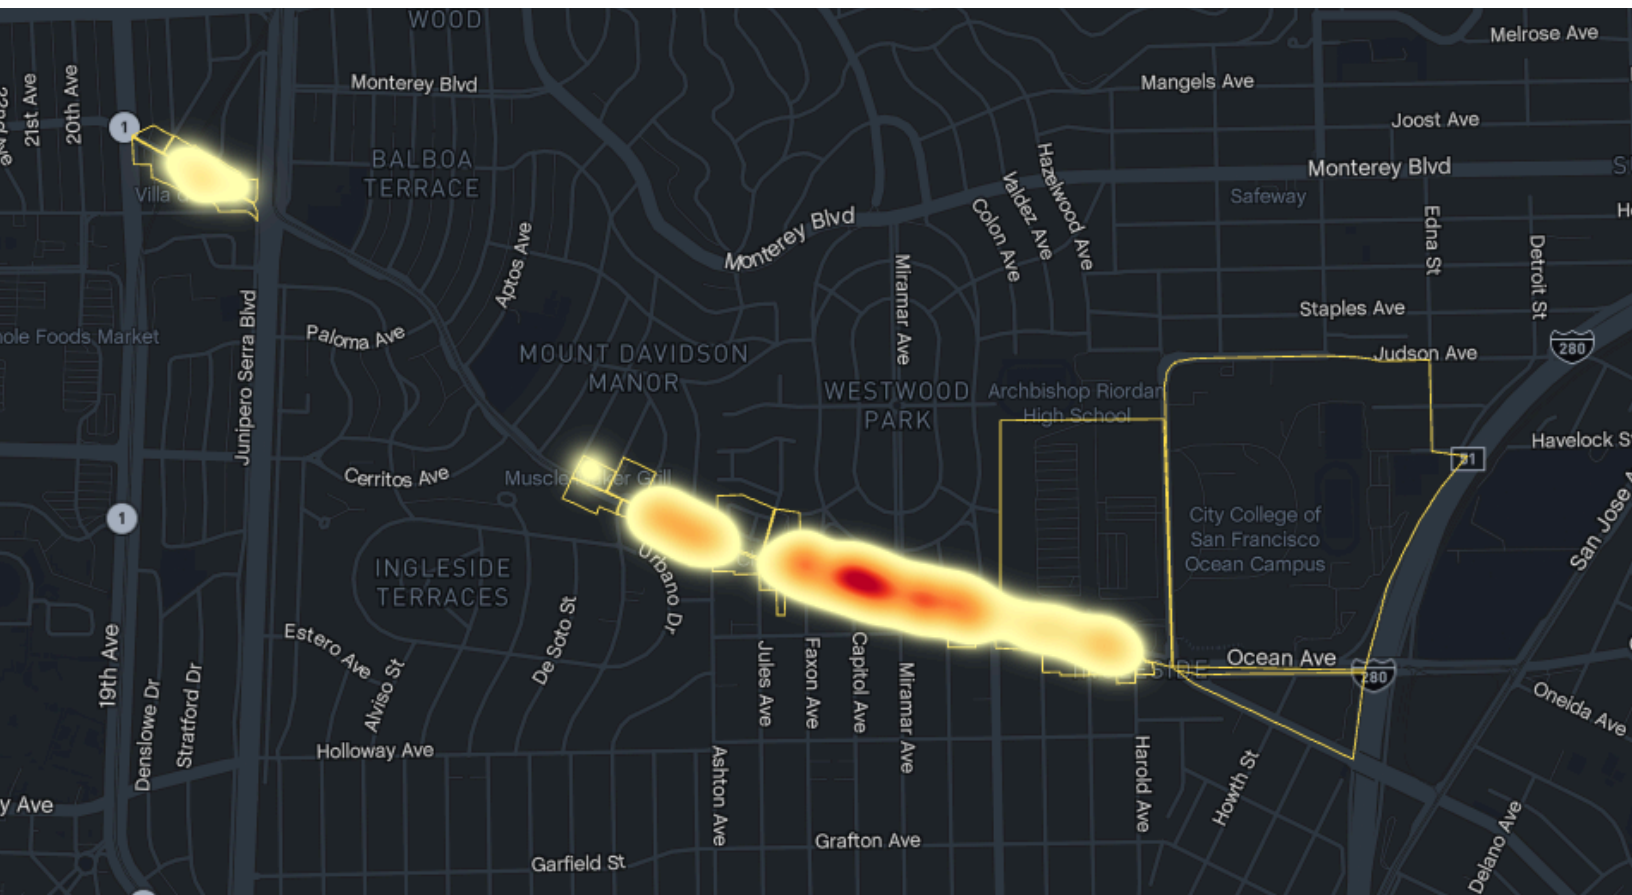 WOOD
Melrose Ave
Monterey Blvd
Mangels Ave
21st Ave
20th Ave
1
Joost Ave
BALBOA
TERRACE
Monterey Blvd
Safeway
Villa
Hazelwood Ave
Valdez Ave
Colon Ave
Edna St
Detroit St
Monterey Blvd
Aptos Ave
Miramar Ave
Staples Ave
Junipero Serra Blvd
Paloma Ave
ole Foods Market
MOUNT DAVIDSON
MANOR
280
Judson Ave
WESTWOOD
PARK
Archbishop Riordan
High School
Havelock S
Cerritos Ave
Muscle
ker Grill
1
City College of
San Francisco
Ocean Campus
San Jose A
INGLESIDE
TERRACES
Urbano Dr
De Soto St
Estero Ave
Alviso St
19th Ave
Denslowe Dr
Stratford Dr
Jules Ave
Faxon Ave
Capitol Ave
Miramar Ave
SIDE
Ocean Ave
280
Oneida Ave
Holloway Ave
Ashton Ave
Harold Ave
Howth St
y Ave
Grafton Ave
Garfield St
Delano Ave